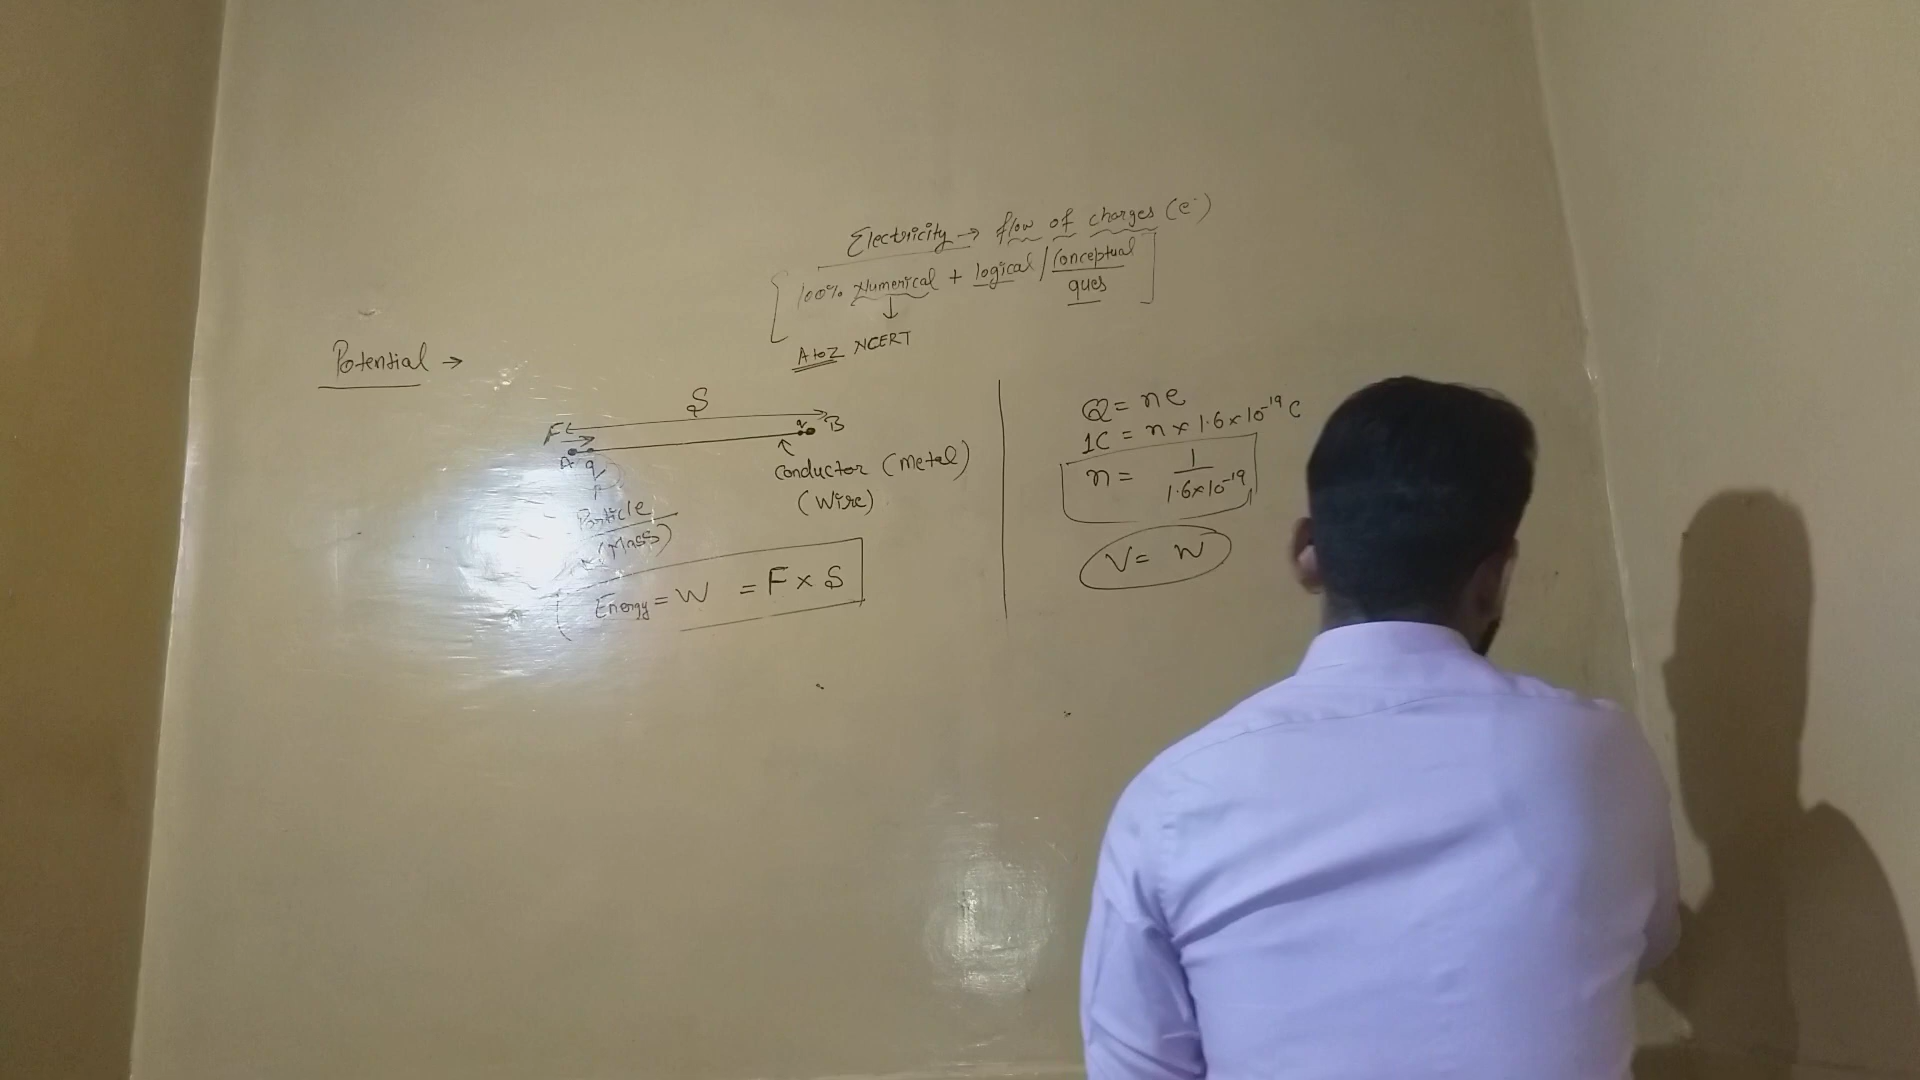 Electricity → flow of charges (e⁻)
[ 100% Numerical + logical / Conceptual ques ]
↓
A to Z NCERT
Potential →
S
F
A q
q B
Conductor (Metal)
(Wire)
Particle
(Mass)
Energy = W = F × S
Q = ne
1C = n × 1.6 × 10⁻¹⁹ C
n = 1 / 1.6×10⁻¹⁹
V = W